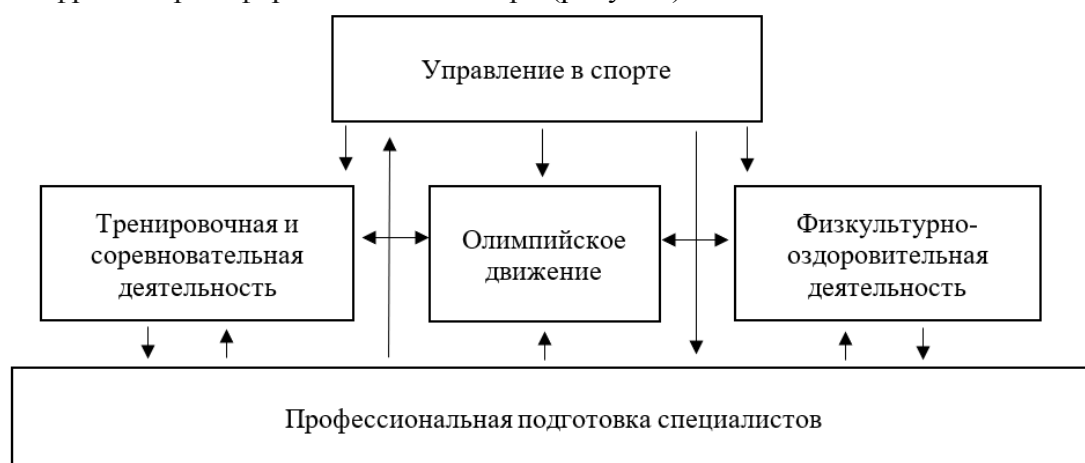 Управление в спорте
Тренировочная и
соревновательная
деятельность
Олимпийское
движение
Физкультурно-
оздоровительная
деятельность
Профессиональная подготовка специалистов